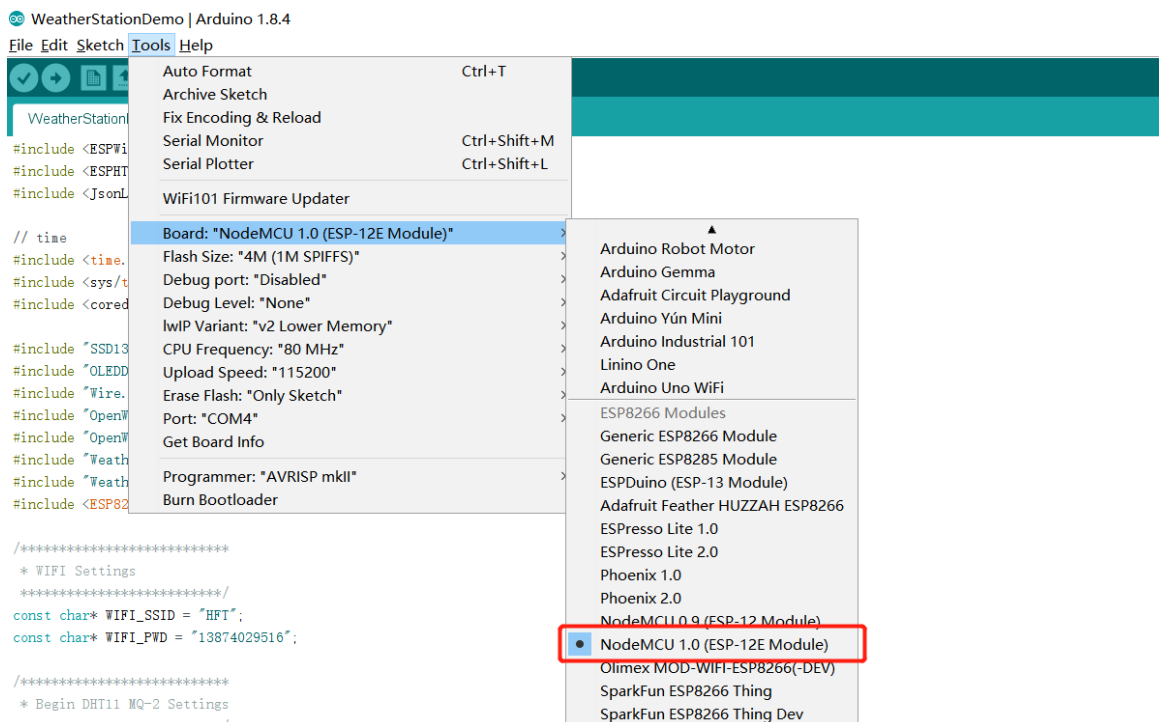 WeatherStationDemo | Arduino 1.8.4
File Edit Sketch Tools Help
Auto Format Ctrl+T
Archive Sketch
Fix Encoding & Reload
Serial Monitor Ctrl+Shift+M
Serial Plotter Ctrl+Shift+L
WiFi101 Firmware Updater
Board: "NodeMCU 1.0 (ESP-12E Module)"
Flash Size: "4M (1M SPIFFS)"
Debug port: "Disabled"
Debug Level: "None"
lwIP Variant: "v2 Lower Memory"
CPU Frequency: "80 MHz"
Upload Speed: "115200"
Erase Flash: "Only Sketch"
Port: "COM4"
Get Board Info
Programmer: "AVRISP mkII"
Burn Bootloader
Arduino Robot Motor
Arduino Gemma
Adafruit Circuit Playground
Arduino Yún Mini
Arduino Industrial 101
Linino One
Arduino Uno WiFi
ESP8266 Modules
Generic ESP8266 Module
Generic ESP8285 Module
ESPDuino (ESP-13 Module)
Adafruit Feather HUZZAH ESP8266
ESPresso Lite 1.0
ESPresso Lite 2.0
Phoenix 1.0
Phoenix 2.0
NodeMCU 0.9 (ESP-12 Module)
NodeMCU 1.0 (ESP-12E Module)
Olimex MOD-WIFI-ESP8266(-DEV)
SparkFun ESP8266 Thing
SparkFun ESP8266 Thing Dev
WeatherStation
#include <ESPWi
#include <ESPHT
#include <JsonL
// time
#include <time.
#include <sys/t
#include <cored
#include "SSD13
#include "OLEDD
#include "Wire.
#include "OpenW
#include "OpenW
#include "Weath
#include "Weath
#include <ESP82
/**************************
* WIFI Settings
**************************/
const char* WIFI_SSID = "HFT";
const char* WIFI_PWD = "13874029516";
/**************************
* Begin DHT11 MQ-2 Settings